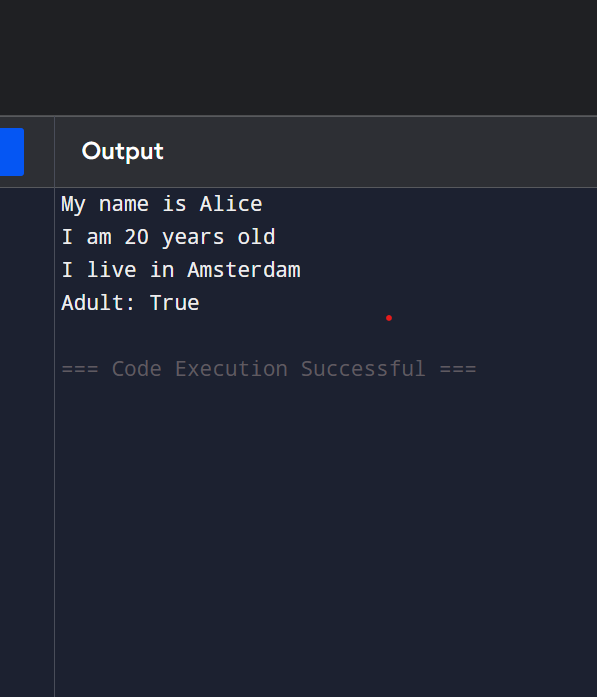 Output
My name is Alice
I am 20 years old
I live in Amsterdam
Adult: True
=== Code Execution Successful ===